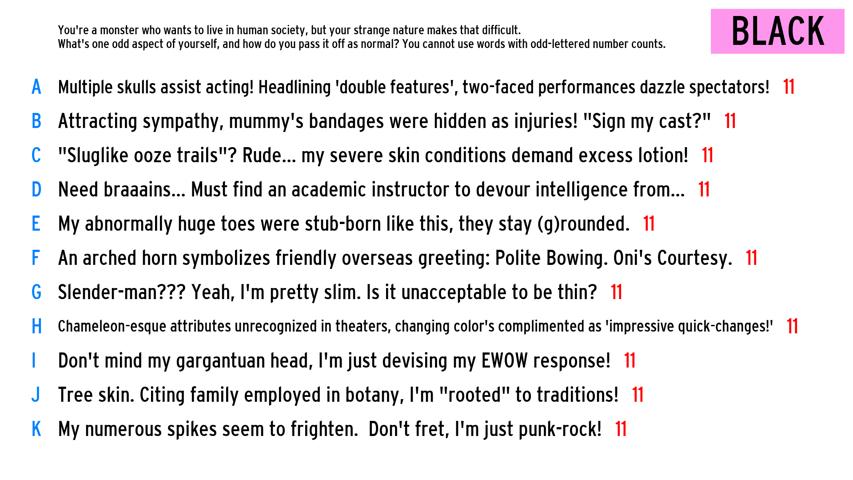 You're a monster who wants to live in human society, but your strange nature makes that difficult.
What's one odd aspect of yourself, and how do you pass it off as normal? You cannot use words with odd-lettered number counts.
BLACK
A Multiple skulls assist acting! Headlining 'double features', two-faced performances dazzle spectators! 11
B Attracting sympathy, mummy's bandages were hidden as injuries! "Sign my cast?" 11
C "Sluglike ooze trails"? Rude... my severe skin conditions demand excess lotion! 11
D Need braaains... Must find an academic instructor to devour intelligence from... 11
E My abnormally huge toes were stub-born like this, they stay (g)rounded. 11
F An arched horn symbolizes friendly overseas greeting: Polite Bowing. Oni's Courtesy. 11
G Slender-man??? Yeah, I'm pretty slim. Is it unacceptable to be thin? 11
H Chameleon-esque attributes unrecognized in theaters, changing color's complimented as 'impressive quick-changes!' 11
I Don't mind my gargantuan head, I'm just devising my EWOW response! 11
J Tree skin. Citing family employed in botany, I'm "rooted" to traditions! 11
K My numerous spikes seem to frighten. Don't fret, I'm just punk-rock! 11